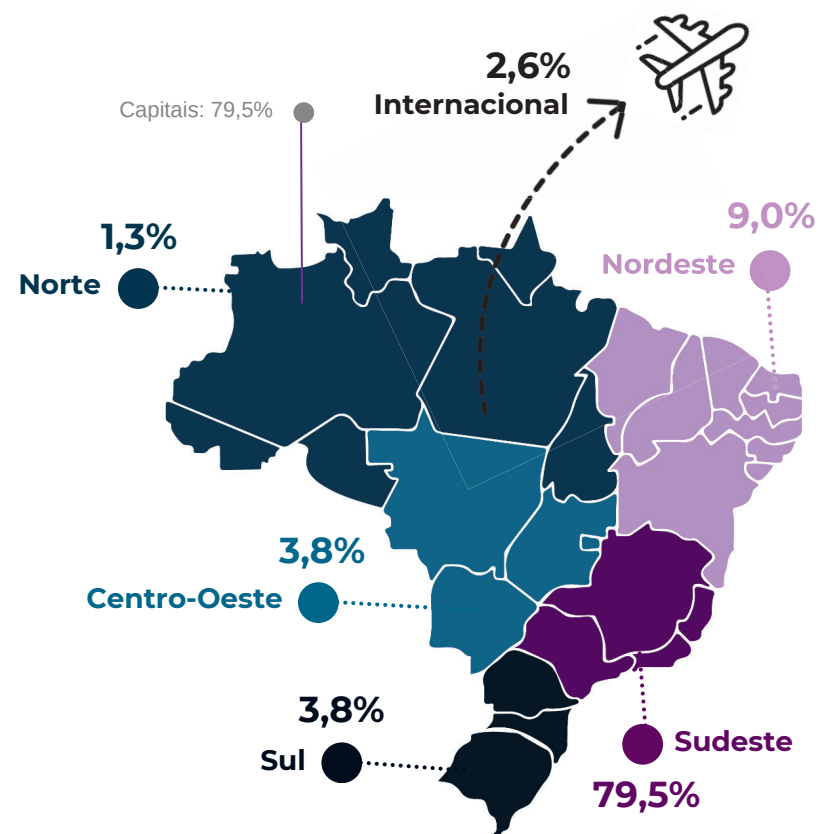 2,6%
Internacional
Capitais: 79,5%
9,0%
Nordeste
1,3%
Norte
3,8%
Centro-Oeste
3,8%
Sul
Sudeste
79,5%